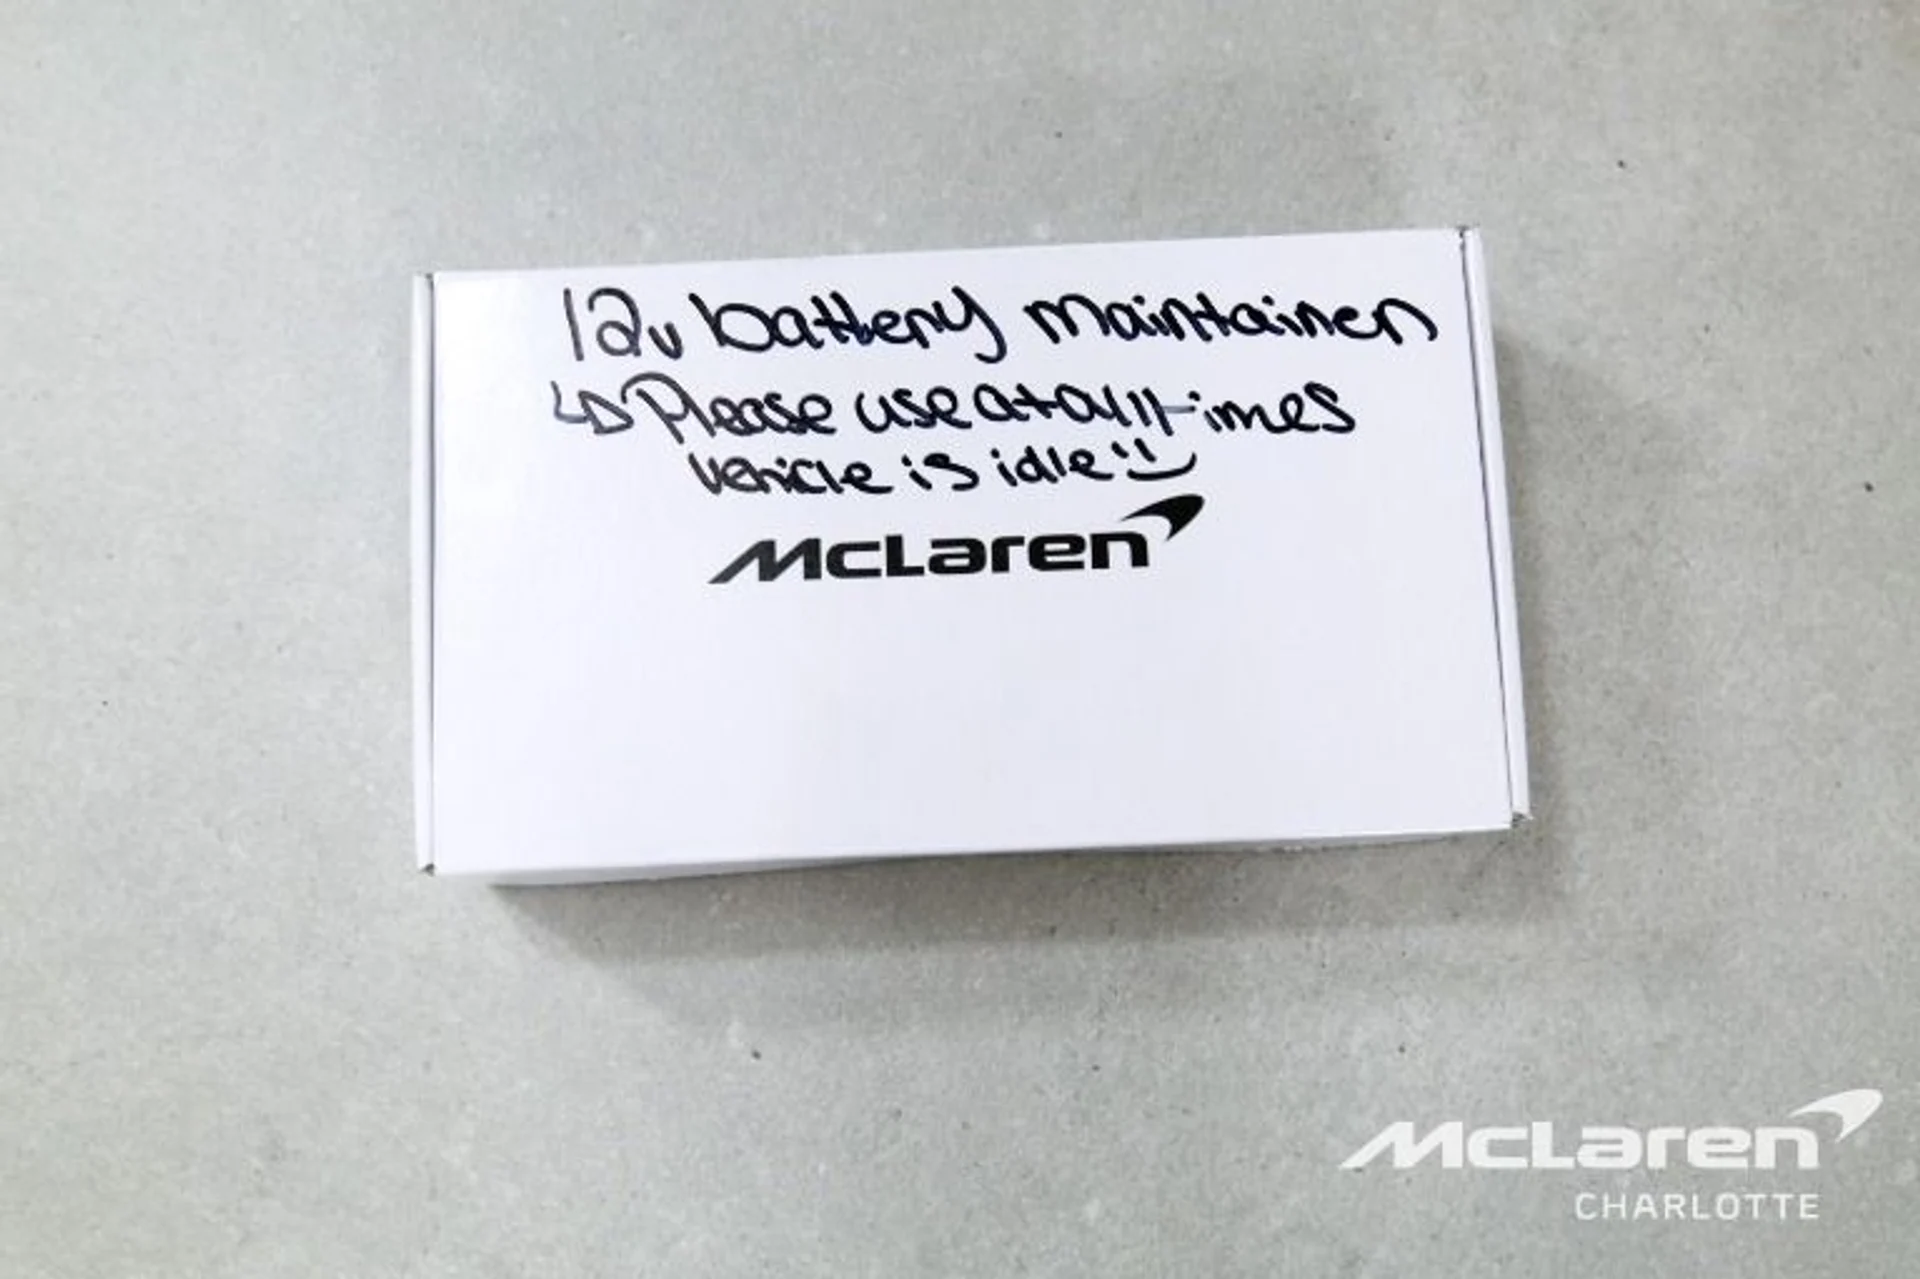 12v battery maintainer
↳ Please use at all times
vehicle is idle :)
McLaren
McLaren
CHARLOTTE